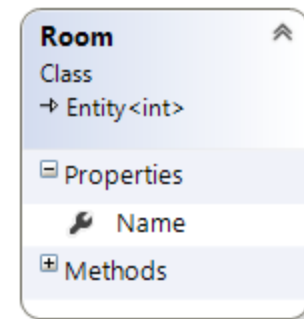 Room
Class
Entity<int>
Properties
Name
Methods